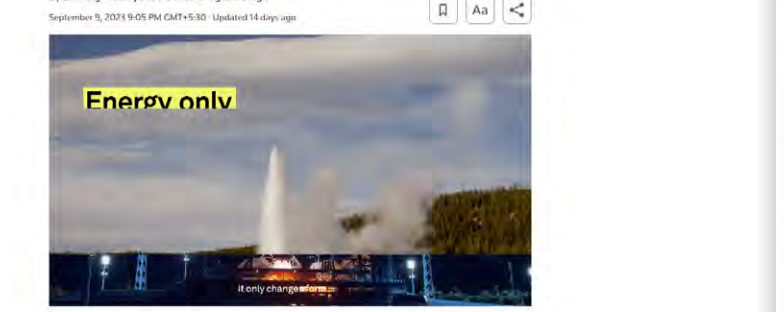 September 9, 2023 9:05 PM GMT+5:30 · Updated 14 days ago
Aa
Energy only
It only changes form...